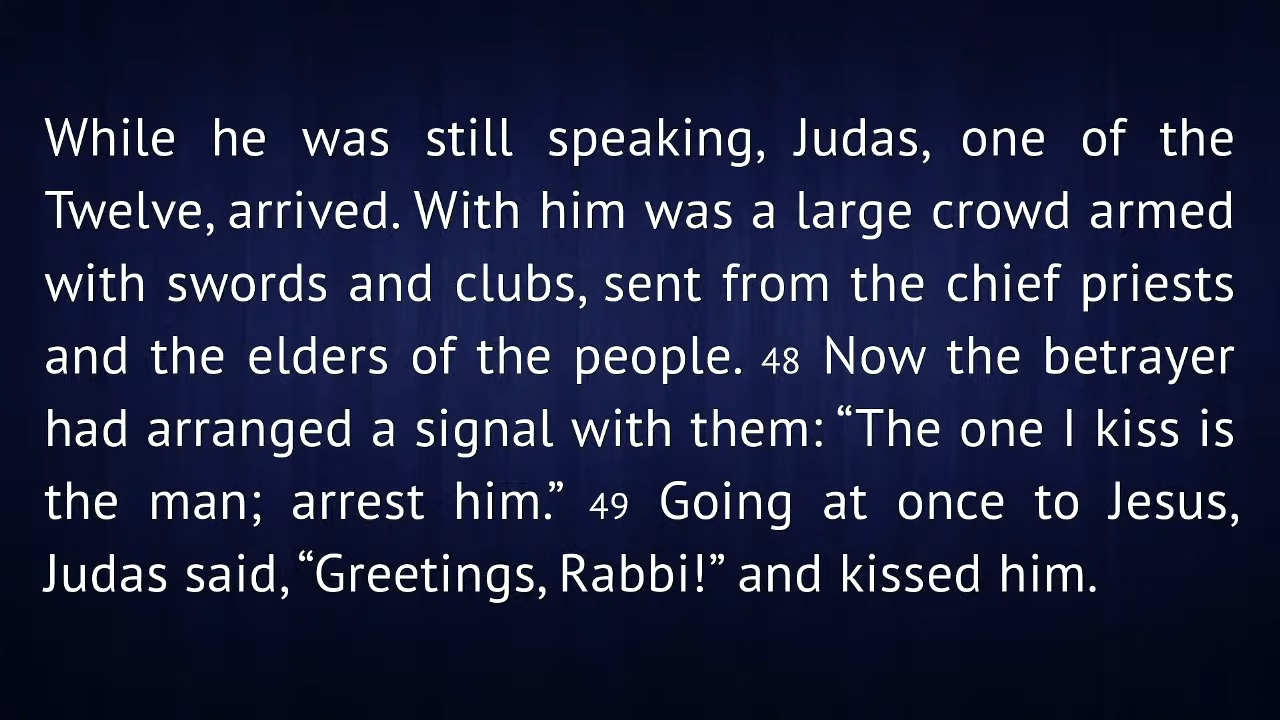 While he was still speaking, Judas, one of the
Twelve, arrived. With him was a large crowd armed
with swords and clubs, sent from the chief priests
and the elders of the people. 48 Now the betrayer
had arranged a signal with them: “The one I kiss is
the man; arrest him.” 49 Going at once to Jesus,
Judas said, “Greetings, Rabbi!” and kissed him.